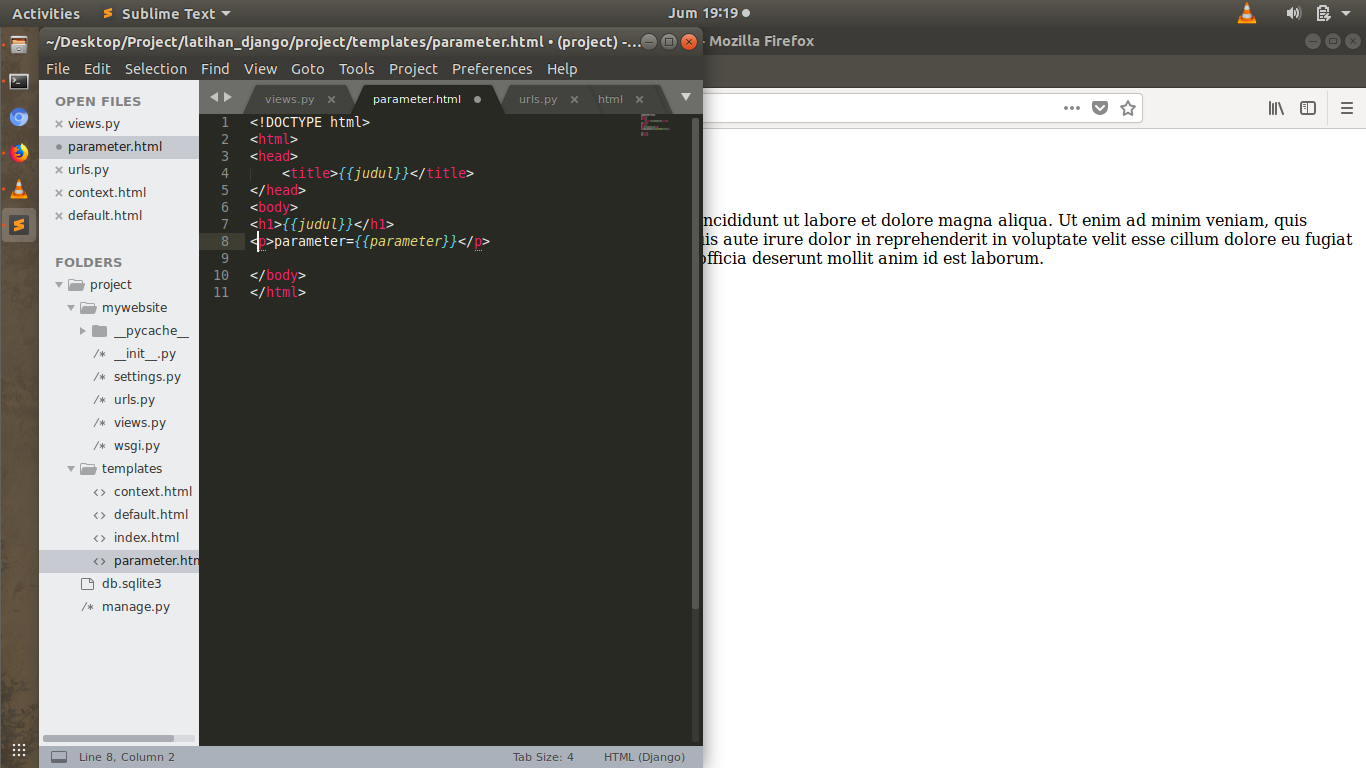 Activities Sublime Text Jum 19:19
~/Desktop/Project/latihan_django/project/templates/parameter.html • (project) -...
- Mozilla Firefox
File Edit Selection Find View Goto Tools Project Preferences Help
OPEN FILES
views.py
parameter.html
urls.py
context.html
default.html
FOLDERS
project
mywebsite
__pycache__
/* __init__.py
/* settings.py
/* urls.py
/* views.py
/* wsgi.py
templates
<> context.html
<> default.html
<> index.html
<> parameter.htm
db.sqlite3
/* manage.py
views.py parameter.html urls.py html
1 <!DOCTYPE html>
2 <html>
3 <head>
4     <title>{{judul}}</title>
5 </head>
6 <body>
7 <h1>{{judul}}</h1>
8 <p>parameter={{parameter}}</p>
9
10 </body>
11 </html>
ncididunt ut labore et dolore magna aliqua. Ut enim ad minim veniam, quis
is aute irure dolor in reprehenderit in voluptate velit esse cillum dolore eu fugiat
officia deserunt mollit anim id est laborum.
Line 8, Column 2 Tab Size: 4 HTML (Django)